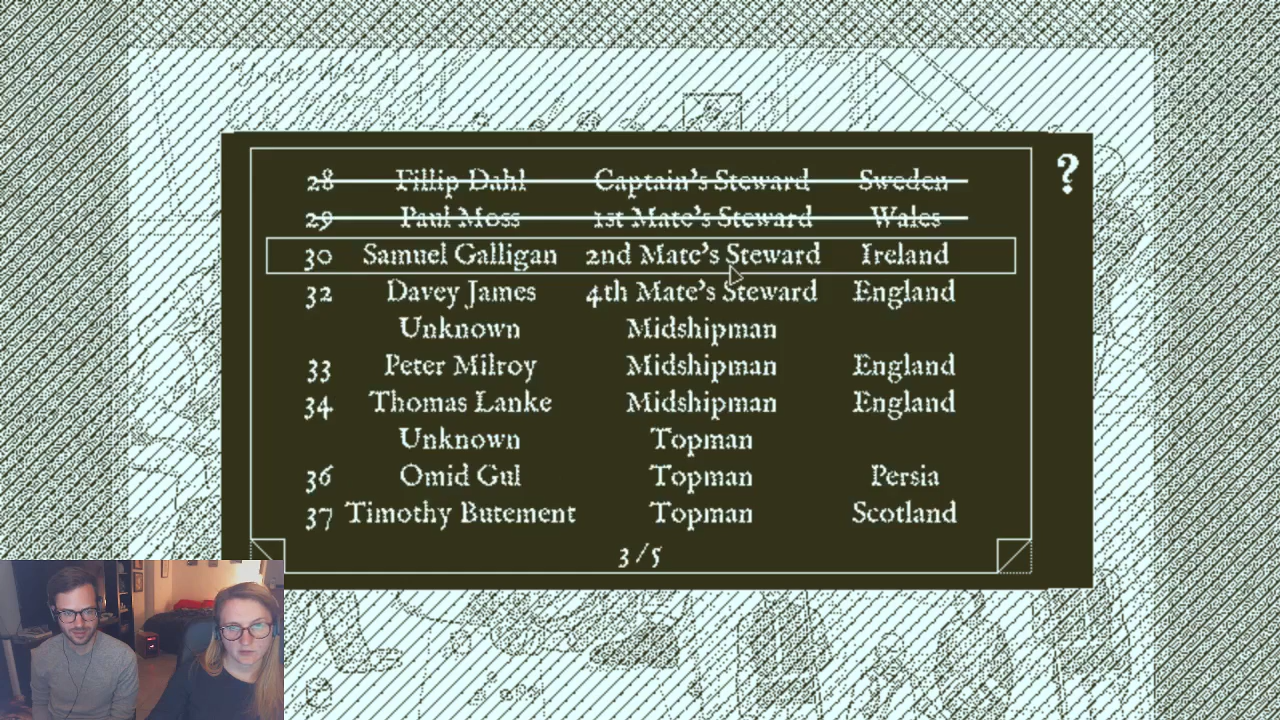 Under Way
?
28 Fillip Dahl Captain's Steward Sweden
29 Paul Moss 1st Mate's Steward Wales
30 Samuel Galligan 2nd Mate's Steward Ireland
32 Davey James 4th Mate's Steward England
Unknown Midshipman
33 Peter Milroy Midshipman England
34 Thomas Lanke Midshipman England
Unknown Topman
36 Omid Gul Topman Persia
37 Timothy Butement Topman Scotland
3/5